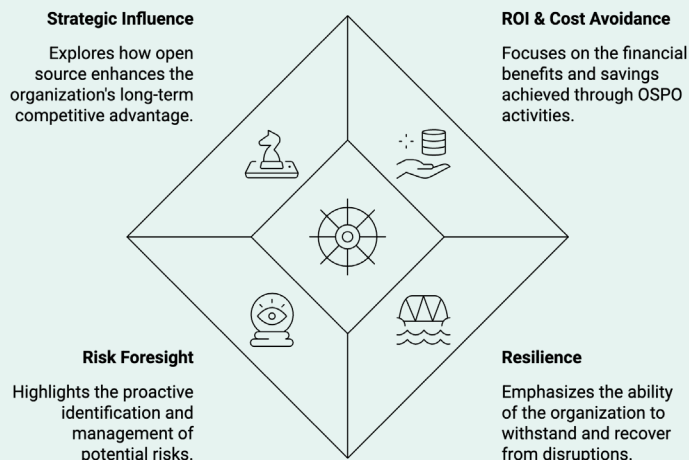 Strategic Influence
Explores how open
source enhances the
organization's long-term
competitive advantage.
ROI & Cost Avoidance
Focuses on the financial
benefits and savings
achieved through OSPO
activities.
Risk Foresight
Highlights the proactive
identification and
management of
potential risks.
Resilience
Emphasizes the ability
of the organization to
withstand and recover
from disruptions.